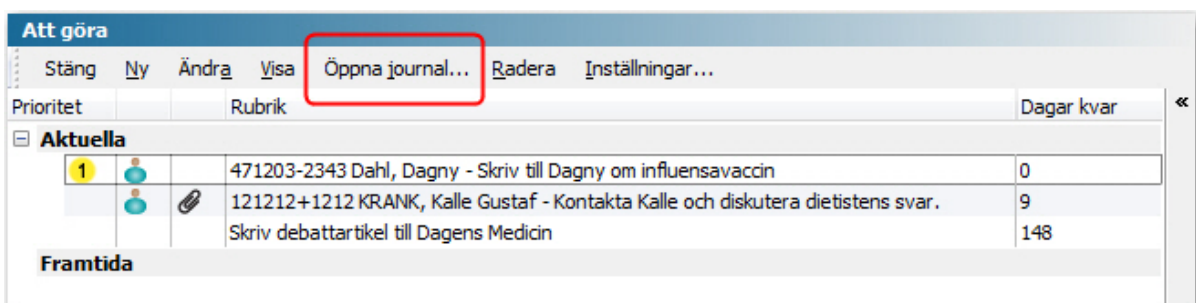 Att göra
Stäng Ny Ändra Visa Öppna journal... Radera Inställningar...
Prioritet Rubrik Dagar kvar «
Aktuella
1 471203-2343 Dahl, Dagny - Skriv till Dagny om influensavaccin 0
121212+1212 KRANK, Kalle Gustaf - Kontakta Kalle och diskutera dietistens svar. 9
Skriv debattartikel till Dagens Medicin 148
Framtida